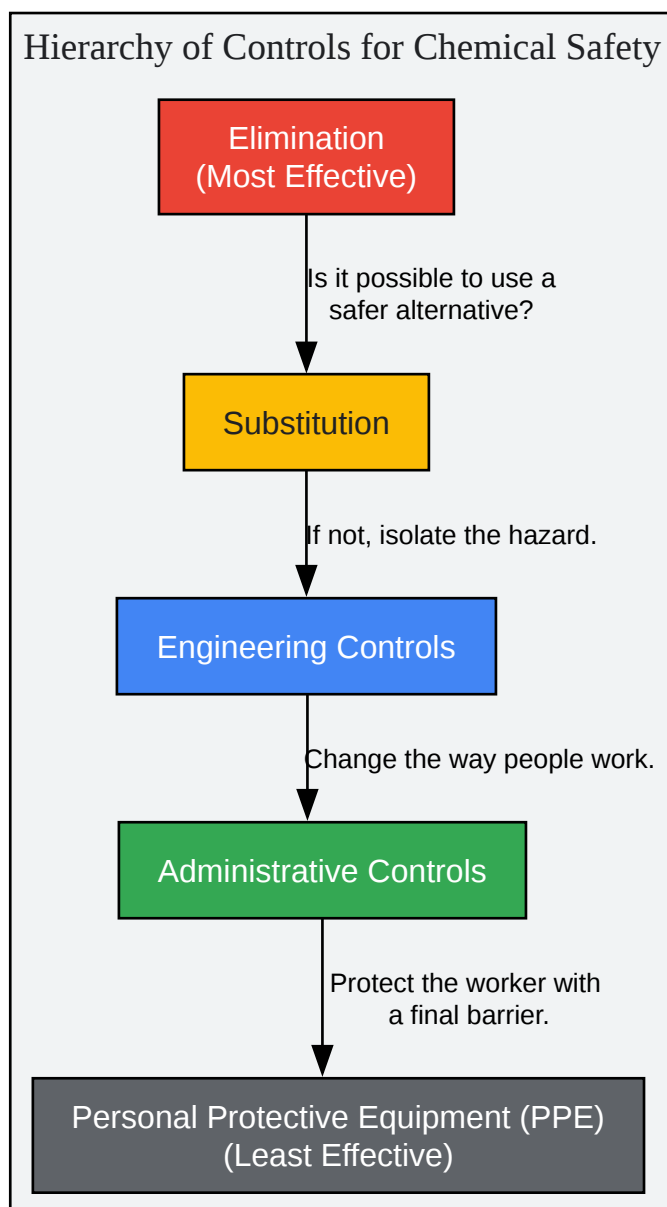 Hierarchy of Controls for Chemical Safety
Elimination
(Most Effective)
Is it possible to use a
safer alternative?
Substitution
If not, isolate the hazard.
Engineering Controls
Change the way people work.
Administrative Controls
Protect the worker with
a final barrier.
Personal Protective Equipment (PPE)
(Least Effective)